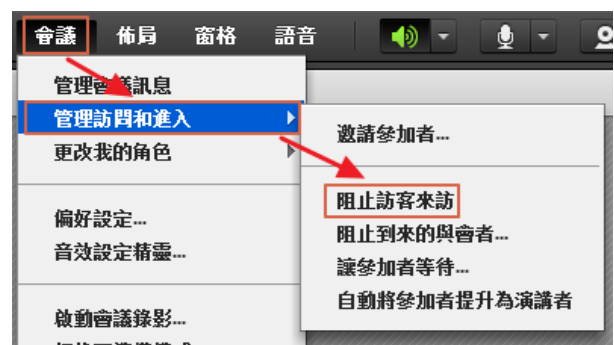 會議 佈局 窗格 語音
管理會議訊息
管理訪問和進入
更改我的角色
偏好設定...
音效設定精靈...
啟動會議錄影...
邀請參加者...
阻止訪客來訪
阻止到來的與會者...
讓參加者等待...
自動將參加者提升為演講者